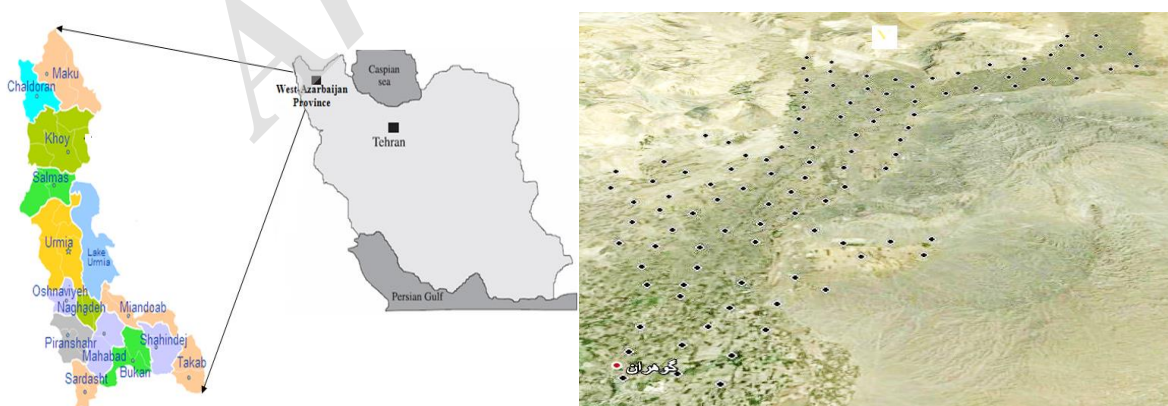 Maku
Chaldoran
Khoy
Salmas
Urmia
Lake
Urmia
Oshnaviyeh
Naghadeh
Miandoab
Piranshahr
Mahabad
Shahindej
Bukan
Takab
Sardasht
Caspian
sea
West-Azarbaijan
Province
Tehran
Persian Gulf
گوهران